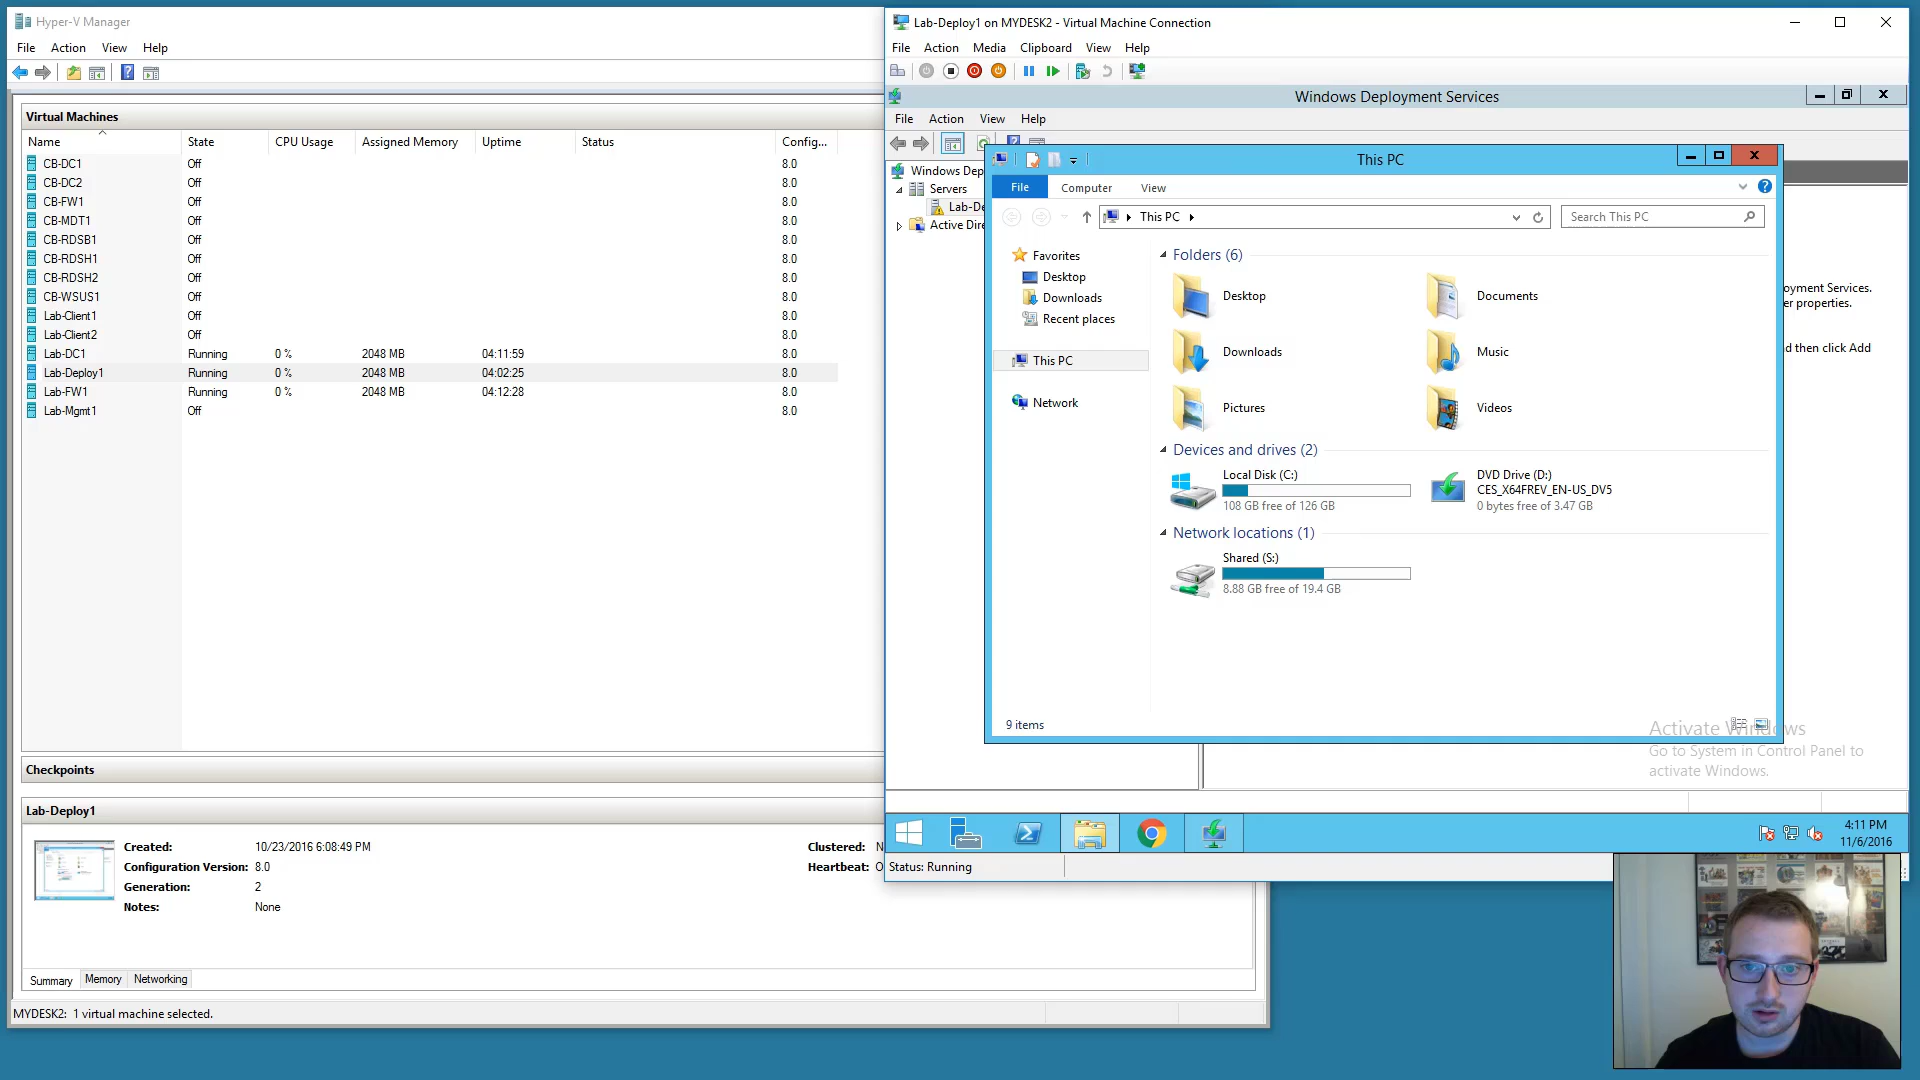 Hyper-V Manager
File Action View Help
Virtual Machines
Name State CPU Usage Assigned Memory Uptime Status Config...
CB-DC1 Off 8.0
CB-DC2 Off 8.0
CB-FW1 Off 8.0
CB-MDT1 Off 8.0
CB-RDSB1 Off 8.0
CB-RDSH1 Off 8.0
CB-RDSH2 Off 8.0
CB-WSUS1 Off 8.0
Lab-Client1 Off 8.0
Lab-Client2 Off 8.0
Lab-DC1 Running 0 % 2048 MB 04:11:59 8.0
Lab-Deploy1 Running 0 % 2048 MB 04:02:25 8.0
Lab-FW1 Running 0 % 2048 MB 04:12:28 8.0
Lab-Mgmt1 Off 8.0
Checkpoints
Lab-Deploy1
Created: 10/23/2016 6:08:49 PM Clustered: N
Configuration Version: 8.0 Heartbeat: O
Generation: 2
Notes: None
Summary Memory Networking
MYDESK2: 1 virtual machine selected.
Lab-Deploy1 on MYDESK2 - Virtual Machine Connection
File Action Media Clipboard View Help
Windows Deployment Services
File Action View Help
Windows Dep
Servers
Lab-De
Active Dire
oyment Services.
er properties.
d then click Add
This PC
File Computer View
This PC
Search This PC
Favorites
Desktop
Downloads
Recent places
This PC
Network
Folders (6)
Desktop Documents
Downloads Music
Pictures Videos
Devices and drives (2)
Local Disk (C:)
108 GB free of 126 GB
DVD Drive (D:)
CES_X64FREV_EN-US_DV5
0 bytes free of 3.47 GB
Network locations (1)
Shared (S:)
8.88 GB free of 19.4 GB
9 items
Activate Windows
Go to System in Control Panel to
activate Windows.
4:11 PM
11/6/2016
Status: Running